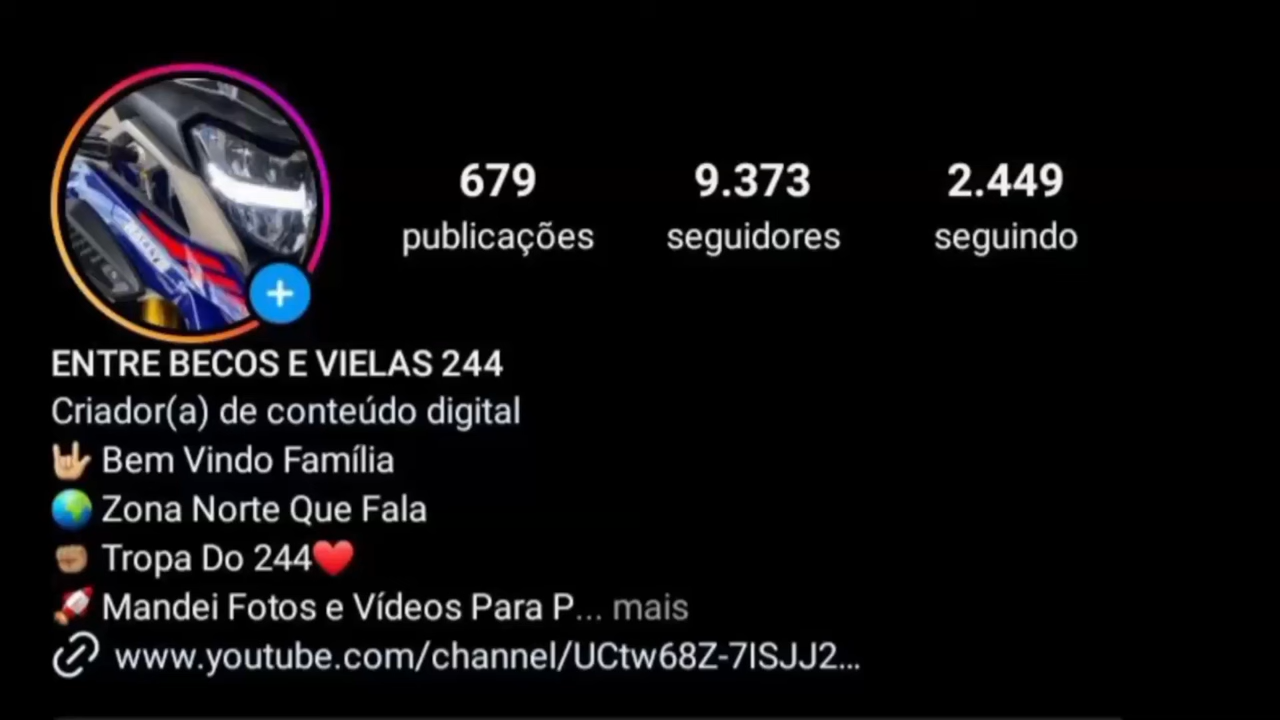 679 9.373 2.449
publicações seguidores seguindo
ENTRE BECOS E VIELAS 244
Criador(a) de conteúdo digital
🤟🏼 Bem Vindo Família
🌎 Zona Norte Que Fala
✊🏽 Tropa Do 244❤️
🚀 Mandei Fotos e Vídeos Para P... mais
www.youtube.com/channel/UCtw68Z-7ISJJ2...